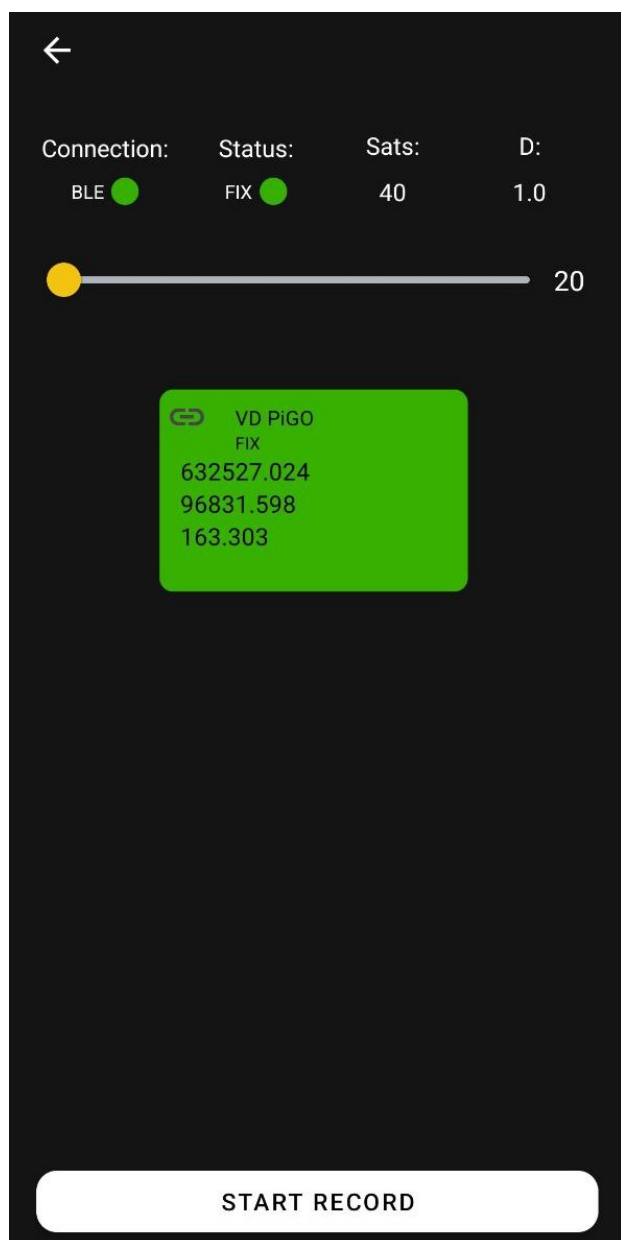 Connection: Status: Sats: D:
BLE FIX 40 1.0
20
VD PiGO
FIX
632527.024
96831.598
163.303
START RECORD